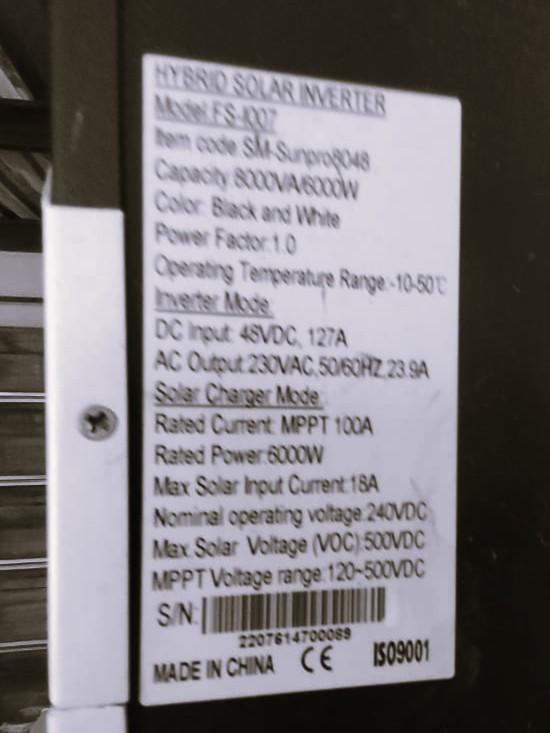 HYBRID SOLAR INVERTER
Model:FS-I007
Item code:SM-Sunpro8048
Capacity:8000VA/6000W
Color: Black and White
Power Factor:1.0
Operating Temperature Range:-10-50℃
Inverter Mode:
DC Input: 48VDC, 127A
AC Output:230VAC,50/60HZ,23.9A
Solar Charger Mode:
Rated Current: MPPT 100A
Rated Power:6000W
Max Solar Input Current:18A
Nominal operating voltage:240VDC
Max.Solar Voltage (VOC):500VDC
MPPT Voltage range:120~500VDC
S/N:
2207614700089
MADE IN CHINA CE ISO9001